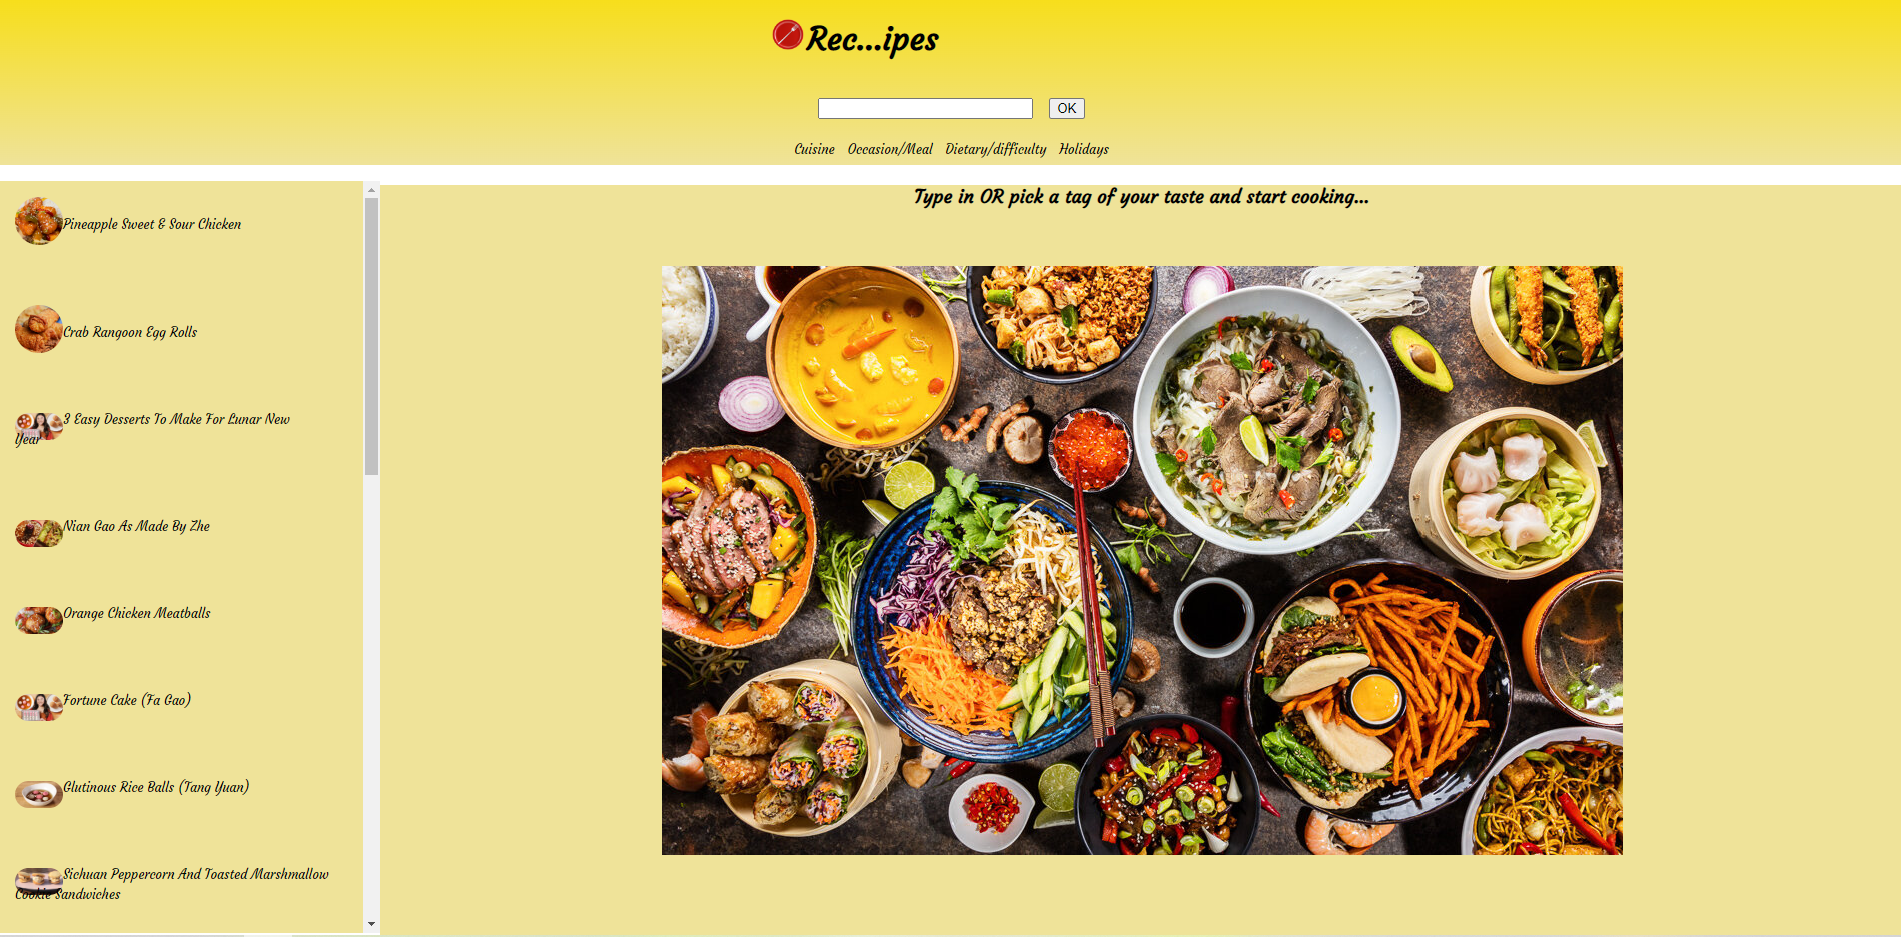 Rec...ipes
OK
Cuisine Occasion/Meal Dietary/difficulty Holidays
Type in OR pick a tag of your taste and start cooking...
Pineapple Sweet & Sour Chicken
Crab Rangoon Egg Rolls
3 Easy Desserts To Make For Lunar New
Year
Nian Gao As Made By Zhe
Orange Chicken Meatballs
Fortune Cake (Fa Gao)
Glutinous Rice Balls (Tang Yuan)
Sichuan Peppercorn And Toasted Marshmallow
Cookie Sandwiches